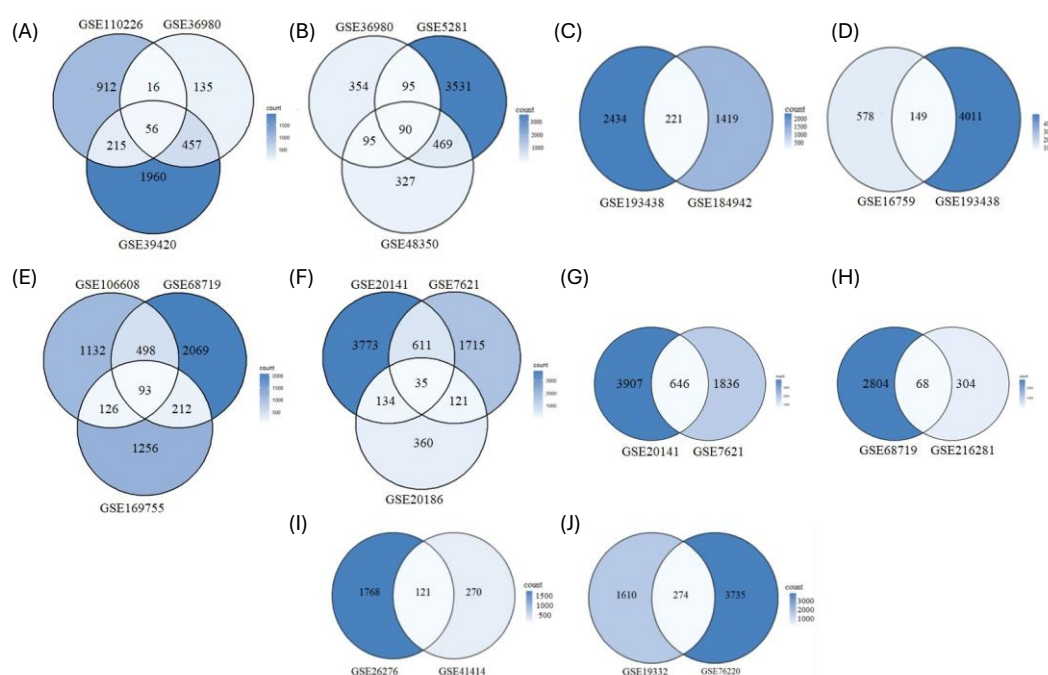 (A)
GSE110226 GSE36980
912 16 135
56
215 457
1960
GSE39420
count
1500
1000
500
(B)
GSE36980 GSE5281
354 95 3531
90
95 469
327
GSE48350
count
3000
2000
1000
(C)
2434 221 1419
GSE193438 GSE184942
count
2000
1500
1000
500
(D)
578 149 4011
GSE16759 GSE193438
(E)
GSE106608 GSE68719
1132 498 2069
93
126 212
1256
GSE169755
count
2000
1500
1000
500
(F)
GSE20141 GSE7621
3773 611 1715
35
134 121
360
GSE20186
count
3000
2000
1000
(G)
3907 646 1836
GSE20141 GSE7621
count
(H)
2804 68 304
GSE68719 GSE216281
count
(I)
1768 121 270
GSE26276 GSE41414
count
1500
1000
500
(J)
1610 274 3735
GSE19332 GSE76220
count
3000
2000
1000